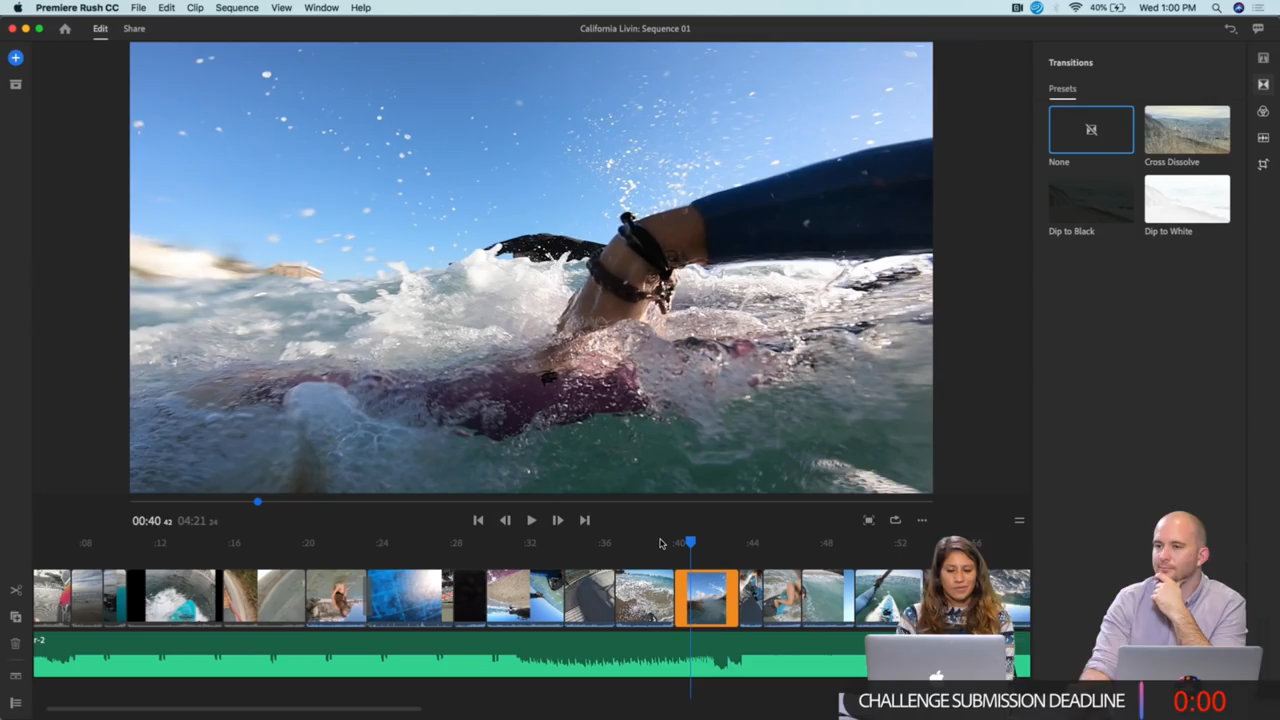 Premiere Rush CC File Edit Clip Sequence View Window Help 40% Wed 1:00 PM
Edit Share California Livin: Sequence 01
Transitions
Presets
None Cross Dissolve
Dip to Black Dip to White
00:40 42 04:21 24
:08 :12 :16 :20 :24 :28 :32 :36 :40 :44 :48 :52 :56
r-2
CHALLENGE SUBMISSION DEADLINE 0:00